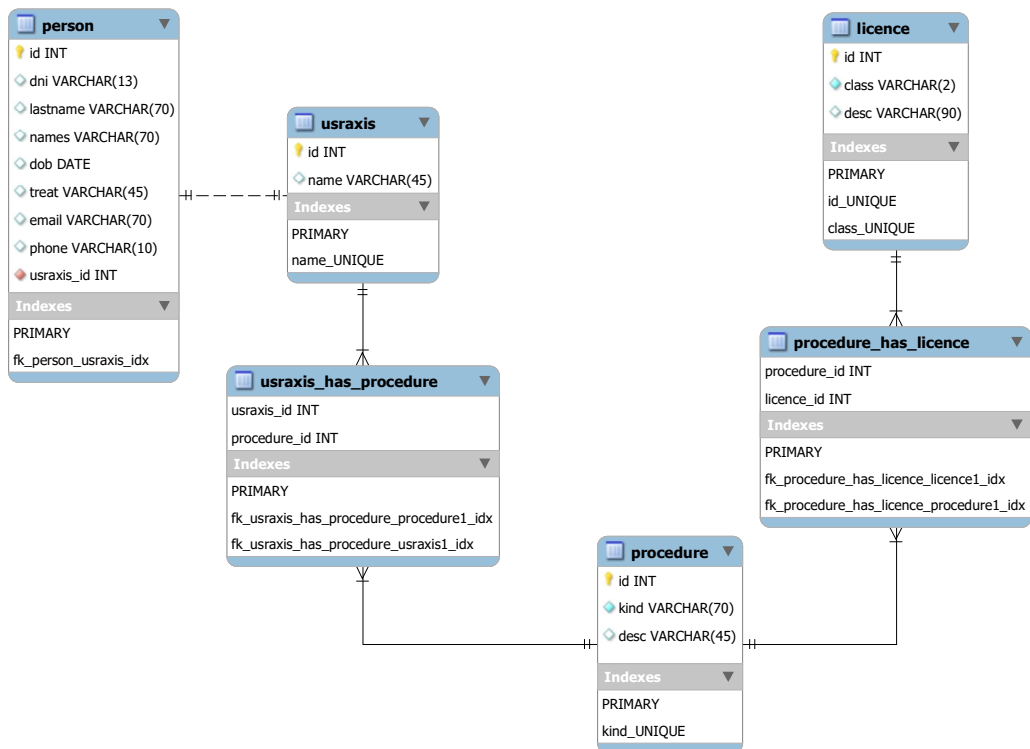 person
id INT
dni VARCHAR(13)
lastname VARCHAR(70)
names VARCHAR(70)
dob DATE
treat VARCHAR(45)
email VARCHAR(70)
phone VARCHAR(10)
usraxis_id INT
Indexes
PRIMARY
fk_person_usraxis_idx
usraxis
id INT
name VARCHAR(45)
Indexes
PRIMARY
name_UNIQUE
licence
id INT
class VARCHAR(2)
desc VARCHAR(90)
Indexes
PRIMARY
id_UNIQUE
class_UNIQUE
usraxis_has_procedure
usraxis_id INT
procedure_id INT
Indexes
PRIMARY
fk_usraxis_has_procedure_procedure1_idx
fk_usraxis_has_procedure_usraxis1_idx
procedure_has_licence
procedure_id INT
licence_id INT
Indexes
PRIMARY
fk_procedure_has_licence_licence1_idx
fk_procedure_has_licence_procedure1_idx
procedure
id INT
kind VARCHAR(70)
desc VARCHAR(45)
Indexes
PRIMARY
kind_UNIQUE